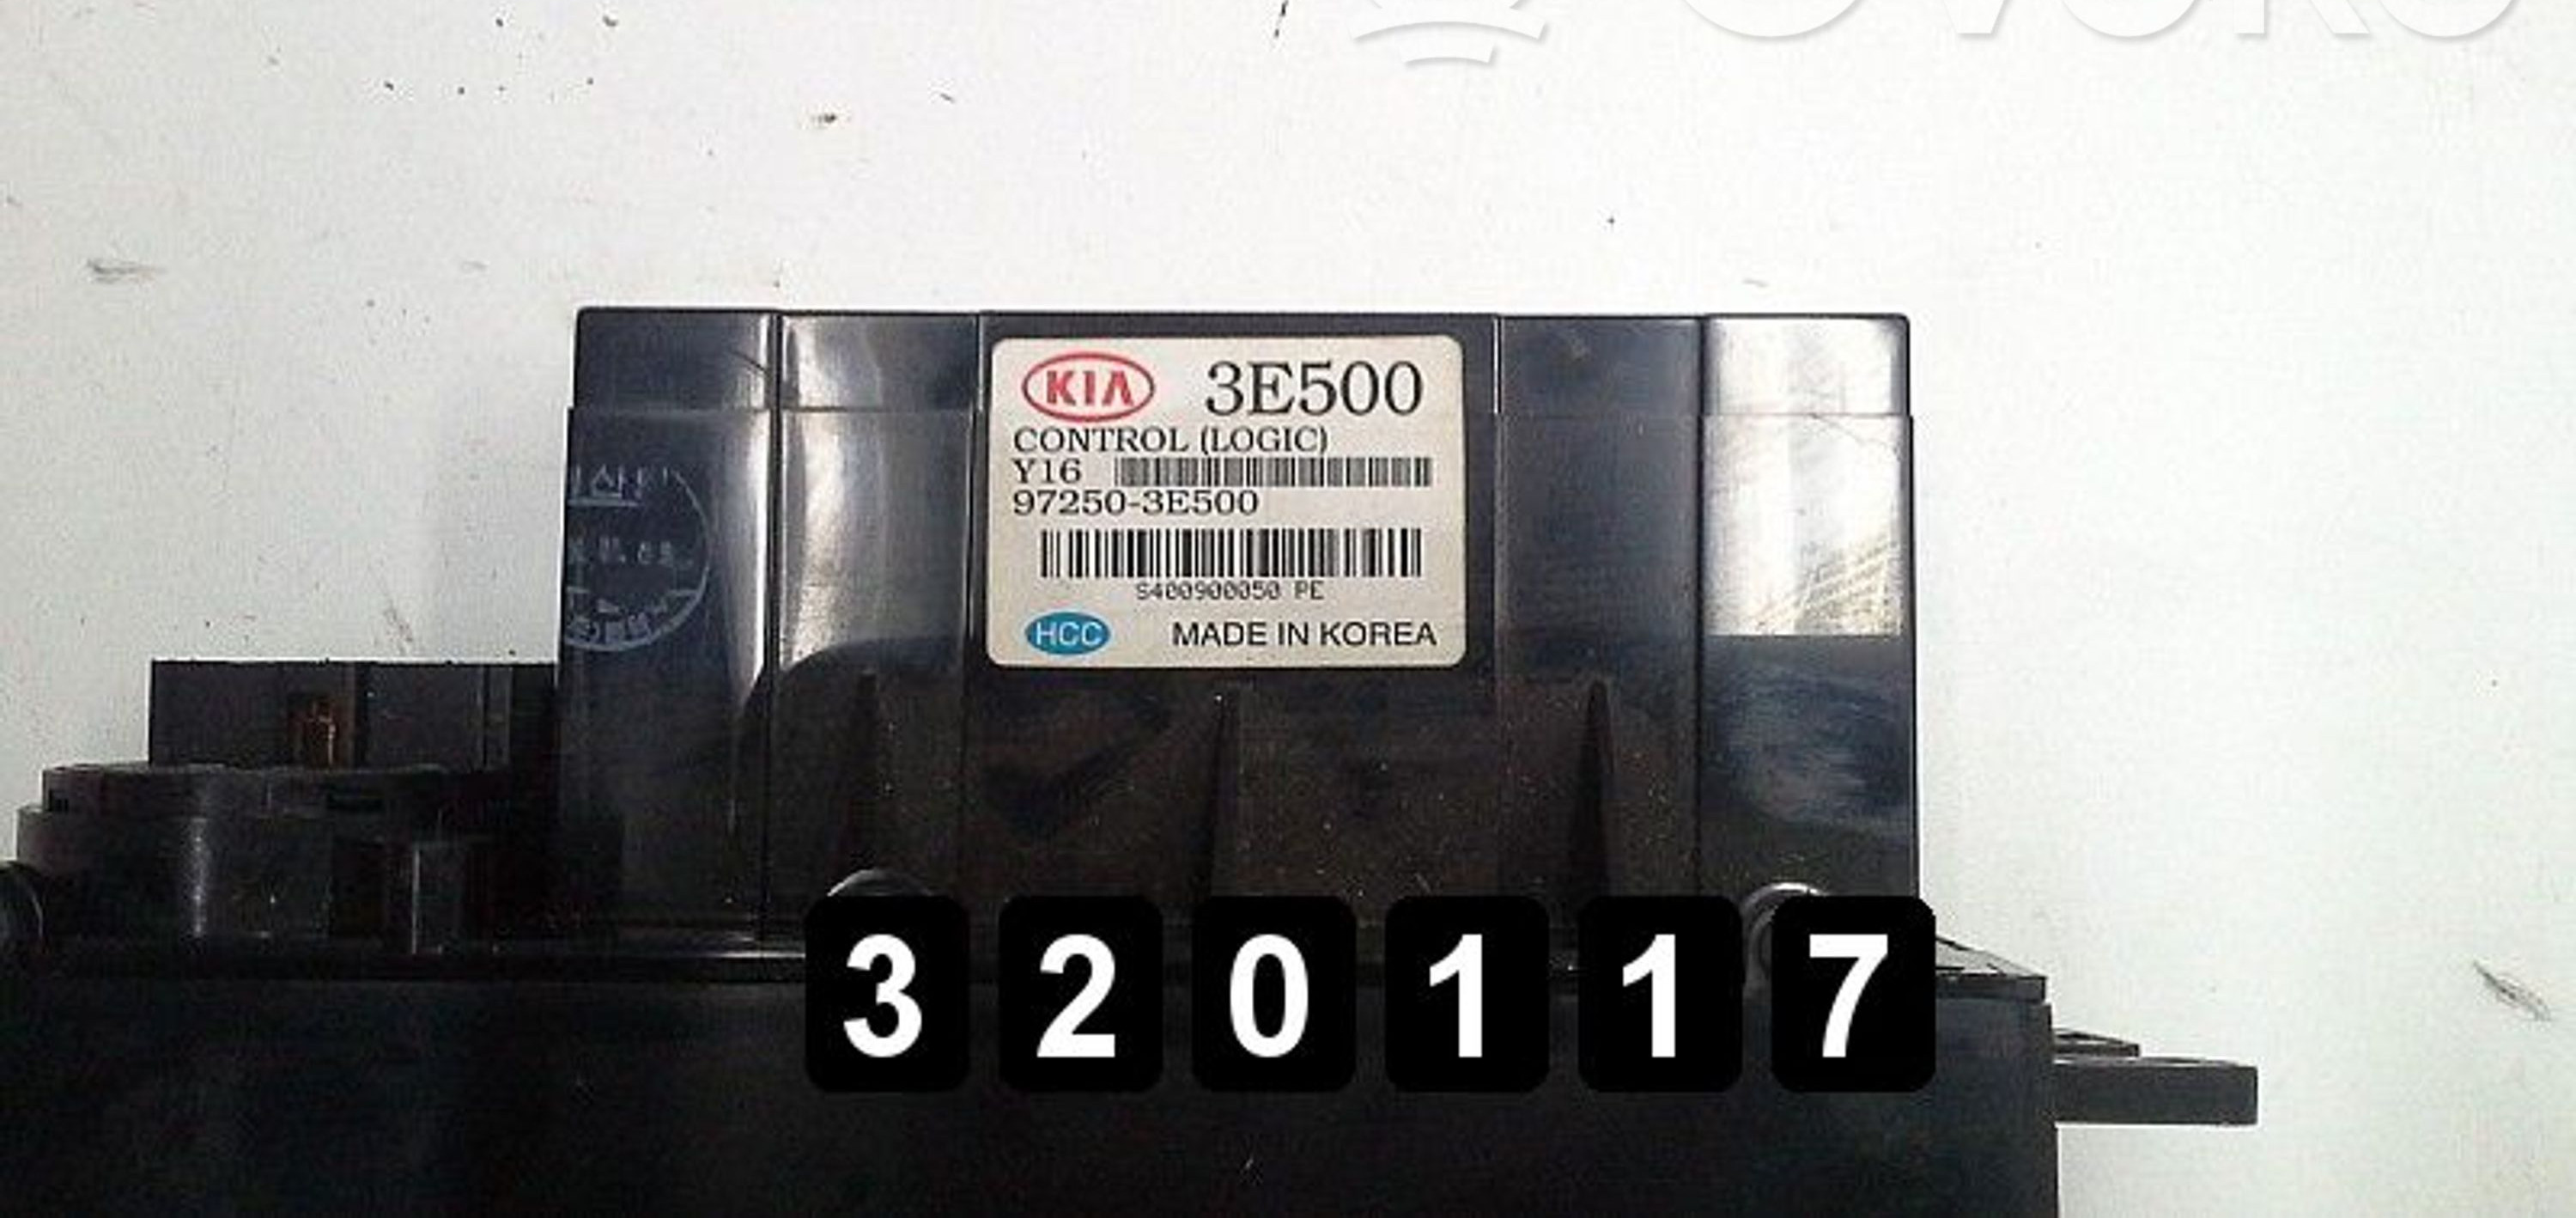 OVOKO
KIA 3E500
CONTROL (LOGIC)
Y16
97250-3E500
S400900050 PE
HCC MADE IN KOREA
3 2 0 1 1 7